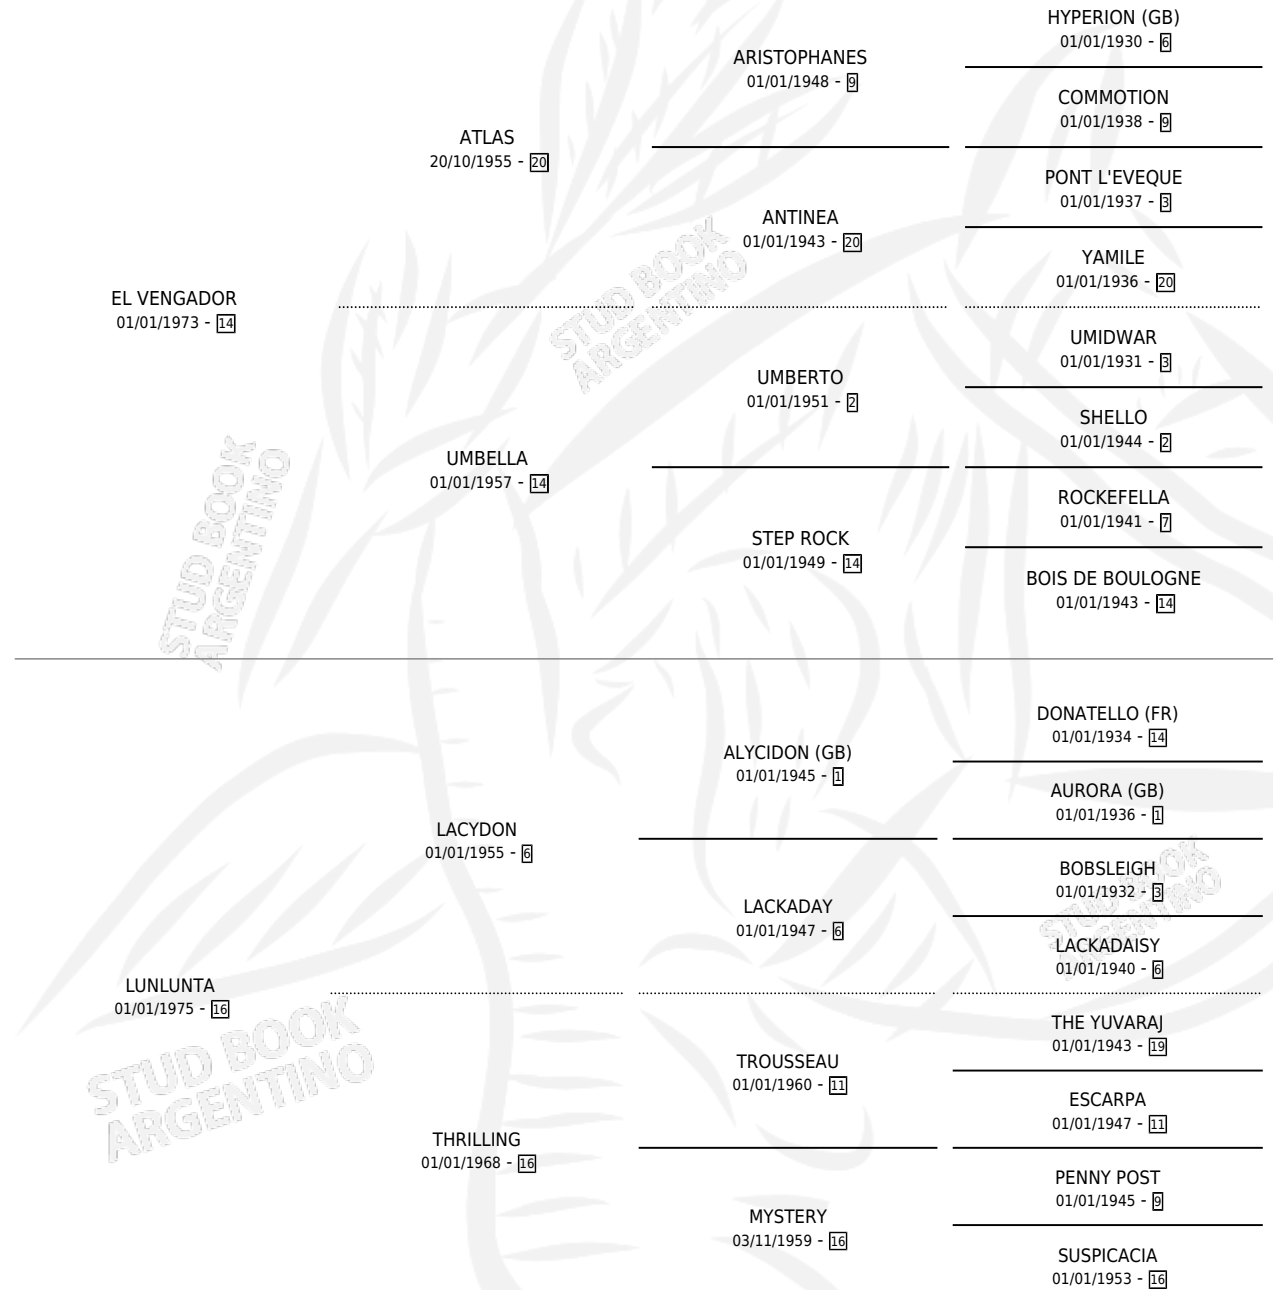 HYPERION (GB)
01/01/1930 - 6
ARISTOPHANES
01/01/1948 - 9
COMMOTION
01/01/1938 - 9
ATLAS
20/10/1955 - 20
PONT L'EVEQUE
01/01/1937 - 3
ANTINEA
01/01/1943 - 20
YAMILE
01/01/1936 - 20
EL VENGADOR
01/01/1973 - 14
UMIDWAR
01/01/1931 - 3
UMBERTO
01/01/1951 - 2
SHELLO
01/01/1944 - 2
UMBELLA
01/01/1957 - 14
ROCKEFELLA
01/01/1941 - 7
STEP ROCK
01/01/1949 - 14
BOIS DE BOULOGNE
01/01/1943 - 14
STUD BOOK
ARGENTINO
STUD BOOK
ARGENTINO
DONATELLO (FR)
01/01/1934 - 14
ALYCIDON (GB)
01/01/1945 - 1
AURORA (GB)
01/01/1936 - 1
LACYDON
01/01/1955 - 6
BOBSLEIGH
01/01/1932 - 3
LACKADAY
01/01/1947 - 6
LACKADAISY
01/01/1940 - 6
STUD BOOK
ARGENTINO
LUNLUNTA
01/01/1975 - 16
THE YUVARAJ
01/01/1943 - 19
TROUSSEAU
01/01/1960 - 11
ESCARPA
01/01/1947 - 11
STUD BOOK
ARGENTINO
THRILLING
01/01/1968 - 16
PENNY POST
01/01/1945 - 9
MYSTERY
03/11/1959 - 16
SUSPICACIA
01/01/1953 - 16